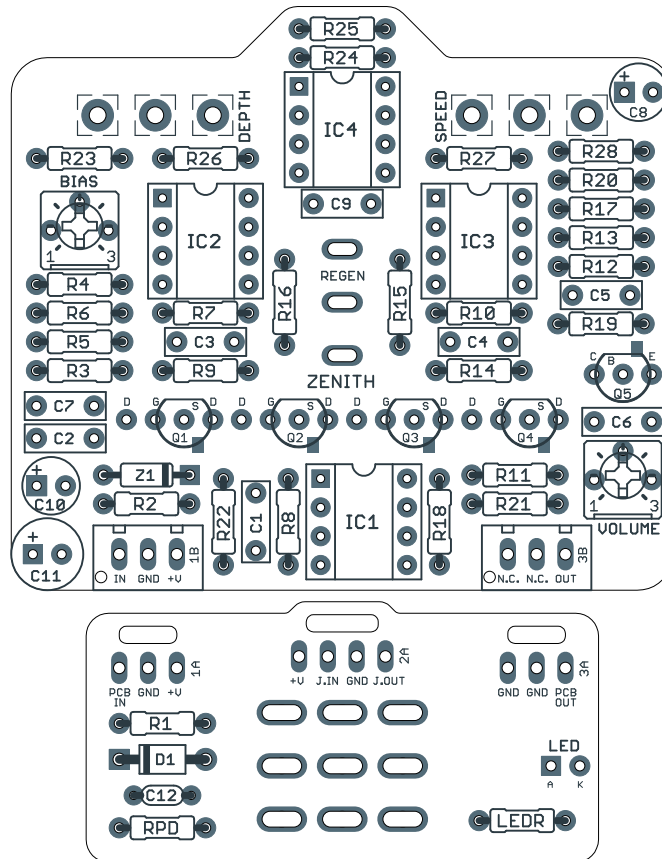 R25
R24
+
C8
DEPTH
IC4
SPEED
R23
R26
R27
R28
BIAS
R20
C9
R17
IC2
IC3
R13
1 3
REGEN
R12
R4
R16
R15
C5
R6
R7
R10
R19
R5
C3
C4
R3
R9
R14
C B E
ZENITH
Q5
C7
D G S D D G S D D G S D D G S D
C6
C2
Q1 Q2 Q3 Q4
+
Z1
R11
C10
R2
R22
C1
R8
IC1
R18
R21
1 3
VOLUME
+
C11
IN GND +V
1B
N.C. N.C. OUT
3B
1A
2A
3A
+V J.IN GND J.OUT
PCB IN GND +V
GND GND PCB OUT
R1
D1
LED
C12
A K
RPD
LEDR